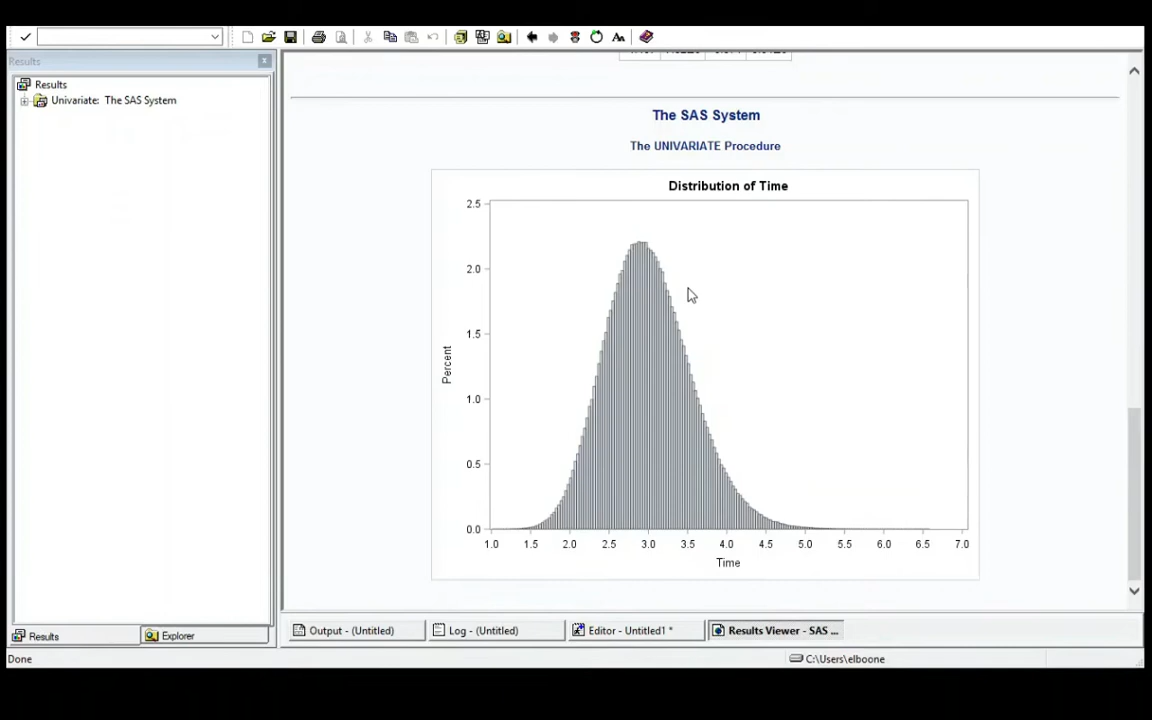 Results
Results
Univariate: The SAS System
The SAS System
The UNIVARIATE Procedure
Distribution of Time
2.5
2.0
1.5
1.0
0.5
0.0
Percent
1.0 1.5 2.0 2.5 3.0 3.5 4.0 4.5 5.0 5.5 6.0 6.5 7.0
Time
Results Explorer
Output - (Untitled) Log - (Untitled) Editor - Untitled1 * Results Viewer - SAS ...
Done C:\Users\elboone